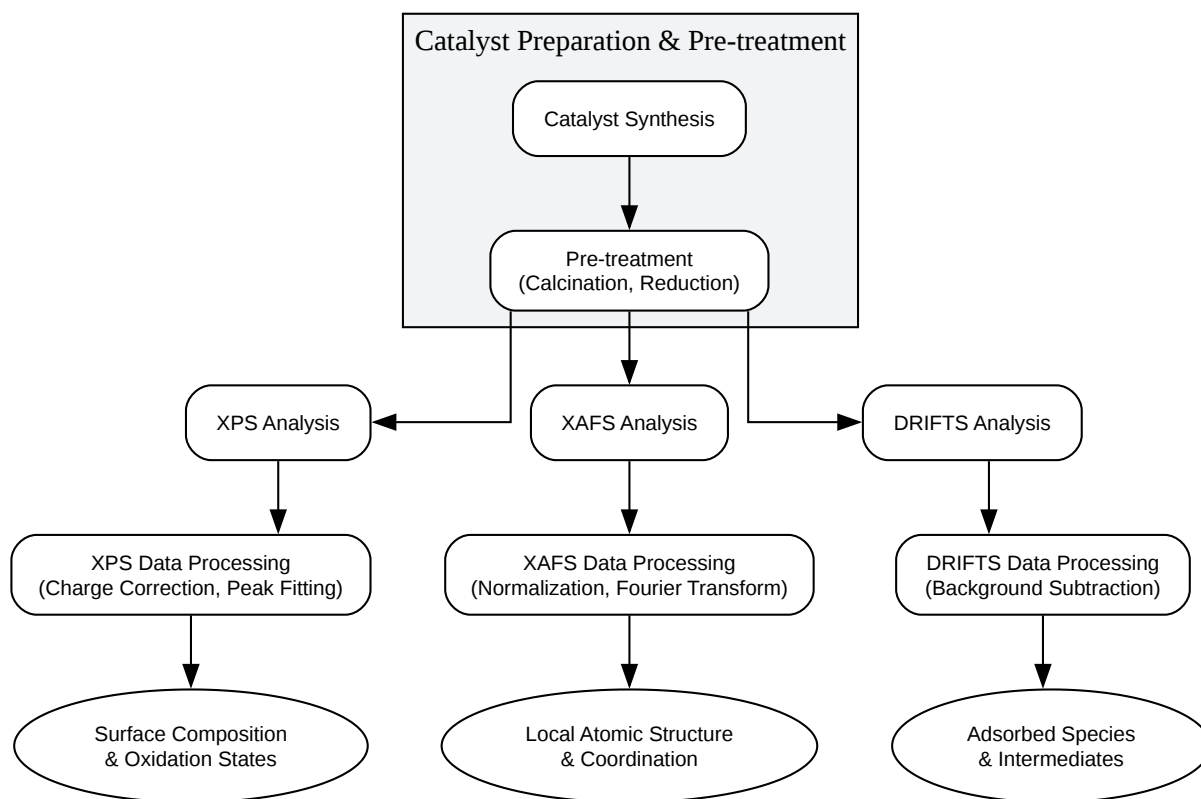 Catalyst Preparation & Pre-treatment
Catalyst Synthesis
Pre-treatment
(Calcination, Reduction)
XPS Analysis
XAFS Analysis
DRIFTS Analysis
XPS Data Processing
(Charge Correction, Peak Fitting)
XAFS Data Processing
(Normalization, Fourier Transform)
DRIFTS Data Processing
(Background Subtraction)
Surface Composition
& Oxidation States
Local Atomic Structure
& Coordination
Adsorbed Species
& Intermediates